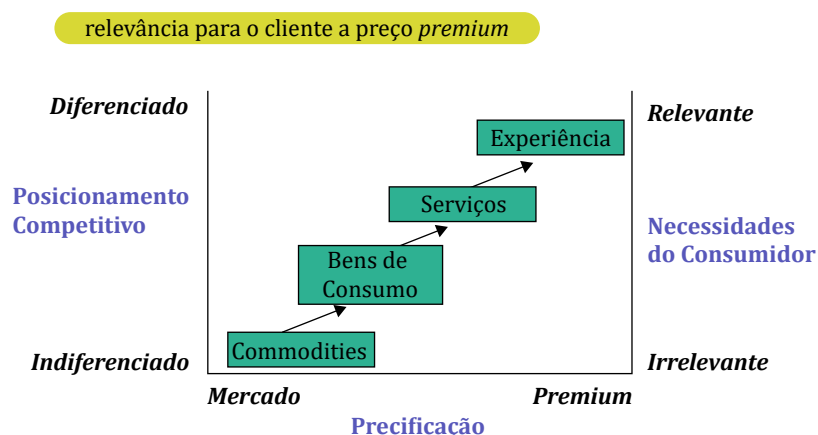 relevância para o cliente a preço premium
Diferenciado
Relevante
Experiência
Posicionamento
Competitivo
Serviços
Necessidades
do Consumidor
Bens de
Consumo
Commodities
Indiferenciado
Irrelevante
Mercado
Premium
Precificação